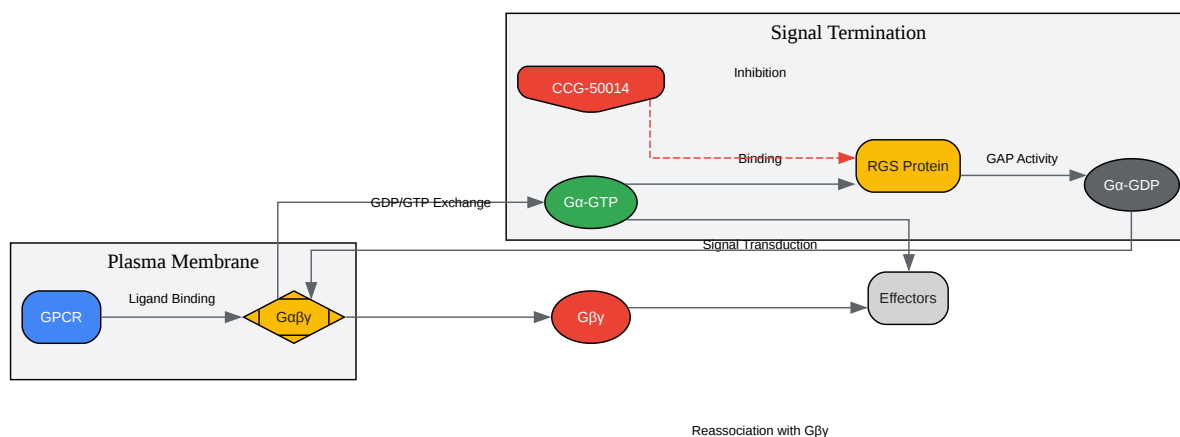 Signal Termination
Inhibition
CCG-50014
Binding
RGS Protein
GAP Activity
Gα-GTP
Gα-GDP
GDP/GTP Exchange
Signal Transduction
Plasma Membrane
Ligand Binding
GPCR
Gαβγ
Gβγ
Effectors
Reassociation with Gβγ